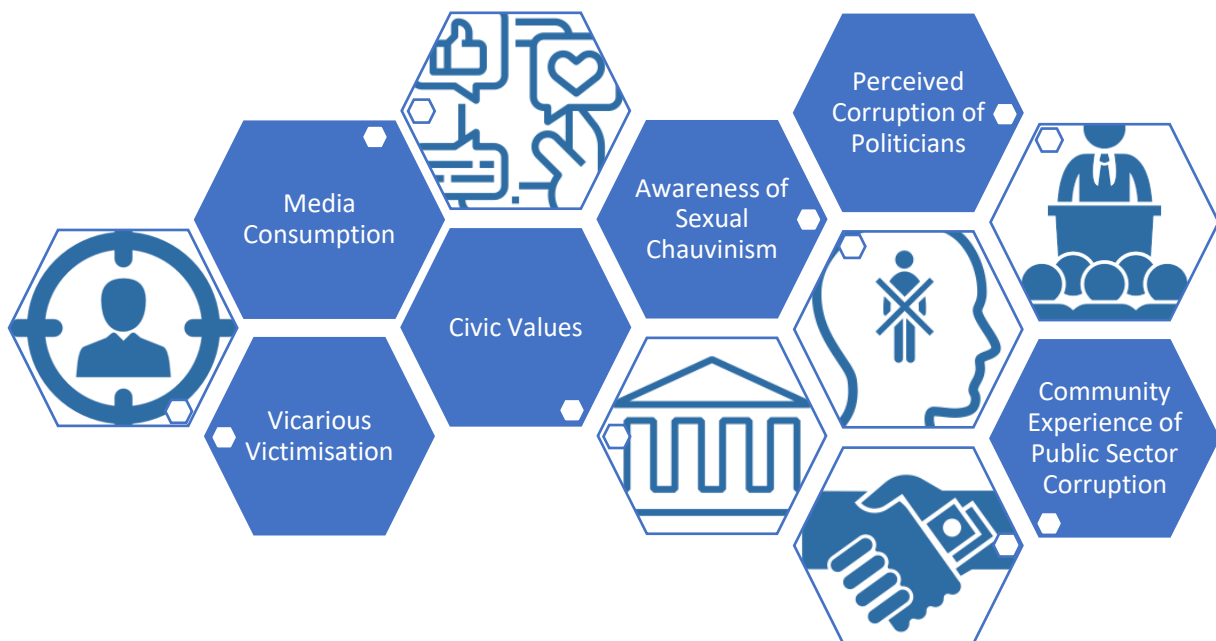 Perceived
Corruption of
Politicians
Media
Consumption
Awareness of
Sexual
Chauvinism
Civic Values
Vicarious
Victimisation
Community
Experience of
Public Sector
Corruption